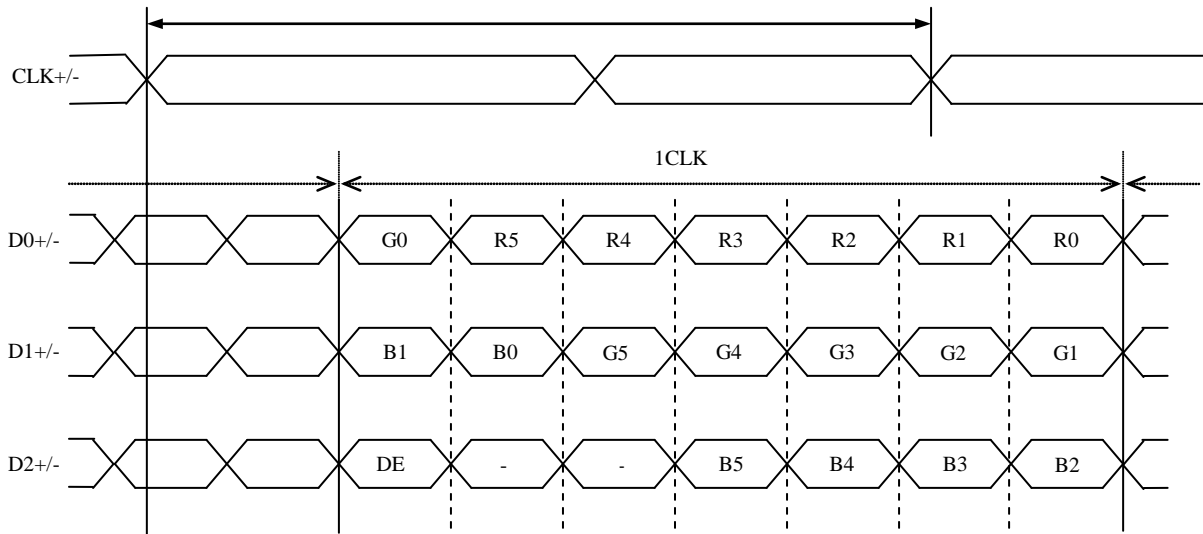 CLK+/-
1CLK
D0+/- G0 R5 R4 R3 R2 R1 R0
D1+/- B1 B0 G5 G4 G3 G2 G1
D2+/- DE - - B5 B4 B3 B2